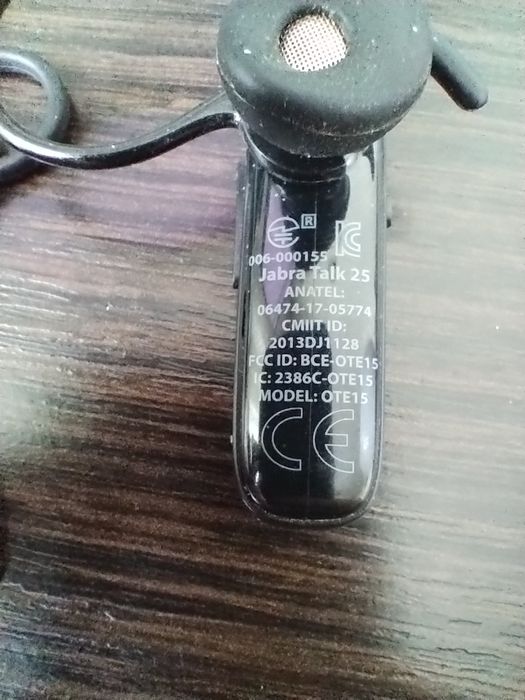 R
006-000155
Jabra Talk 25
ANATEL:
06474-17-05774
CMIIT ID:
2013DJ1128
FCC ID: BCE-OTE15
IC: 2386C-OTE15
MODEL: OTE15
CE